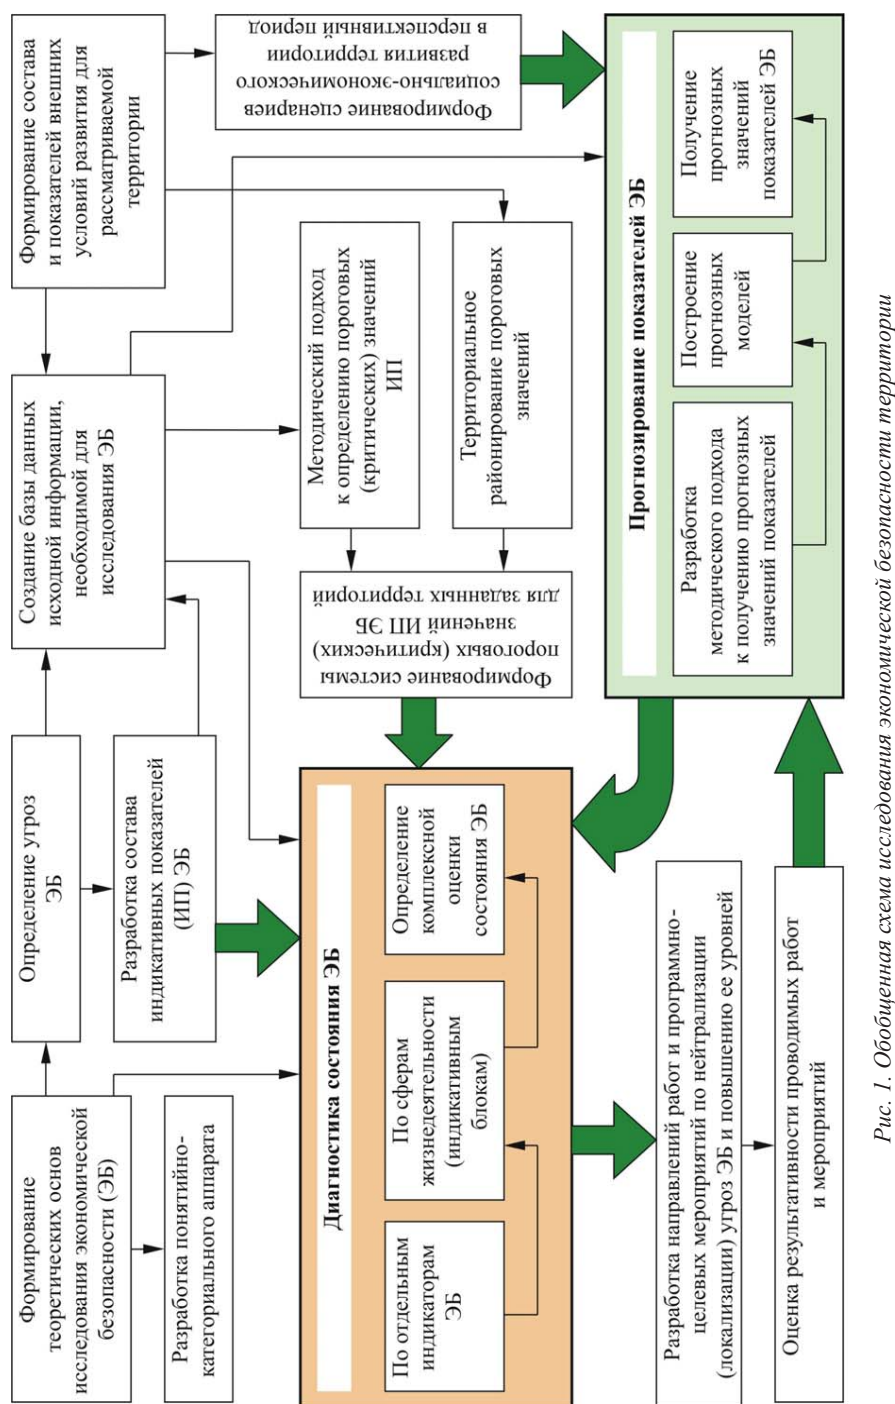 Формирование
теоретических основ
исследования экономической
безопасности (ЭБ)
Определение угроз
ЭБ
Создание базы данных
исходной информации,
необходимой для
исследования ЭБ
Формирование состава
и показателей внешних
условий развития для
рассматриваемой
территории
Разработка понятийно-
категориального аппарата
Разработка состава
индикативных показателей
(ИП) ЭБ
Формирование сценариев
социально-экономического
развития территории
в перспективный период
Методический подход
к определению пороговых
(критических) значений
ИП
Территориальное
районирование пороговых
значений
Формирование системы
пороговых (критических)
значений ИП ЭБ
для заданных территорий
Диагностика состояния ЭБ
По отдельным
индикаторам
ЭБ
По сферам
жизнедеятельности
(индикативным
блокам)
Определение
комплексной
оценки
состояния ЭБ
Прогнозирование показателей ЭБ
Разработка
методического подхода
к получению прогнозных
значений показателей
Построение
прогнозных
моделей
Получение
прогнозных
значений
показателей ЭБ
Разработка направлений работ и программно-
целевых мероприятий по нейтрализации
(локализации) угроз ЭБ и повышению ее уровней
Оценка результативности проводимых работ
и мероприятий
Рис. 1. Обобщенная схема исследования экономической безопасности территории